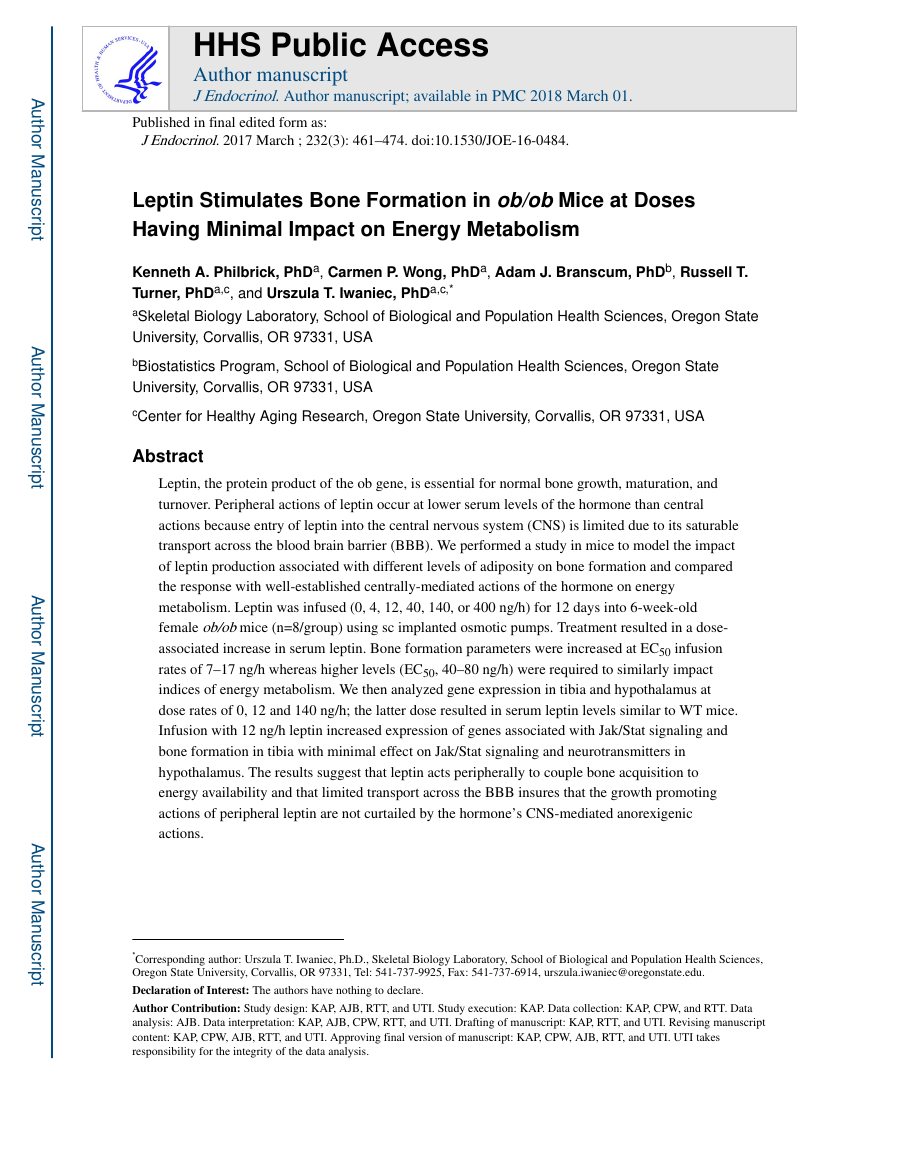 HHS Public Access
Author manuscript
J Endocrinol. Author manuscript; available in PMC 2018 March 01.
Published in final edited form as:
J Endocrinol. 2017 March ; 232(3): 461–474. doi:10.1530/JOE-16-0484.
Leptin Stimulates Bone Formation in ob/ob Mice at Doses
Having Minimal Impact on Energy Metabolism
Kenneth A. Philbrick, PhDa, Carmen P. Wong, PhDa, Adam J. Branscum, PhDb, Russell T.
Turner, PhDa,c, and Urszula T. Iwaniec, PhDa,c,*
aSkeletal Biology Laboratory, School of Biological and Population Health Sciences, Oregon State
University, Corvallis, OR 97331, USA
bBiostatistics Program, School of Biological and Population Health Sciences, Oregon State
University, Corvallis, OR 97331, USA
cCenter for Healthy Aging Research, Oregon State University, Corvallis, OR 97331, USA
Abstract
Leptin, the protein product of the ob gene, is essential for normal bone growth, maturation, and
turnover. Peripheral actions of leptin occur at lower serum levels of the hormone than central
actions because entry of leptin into the central nervous system (CNS) is limited due to its saturable
transport across the blood brain barrier (BBB). We performed a study in mice to model the impact
of leptin production associated with different levels of adiposity on bone formation and compared
the response with well-established centrally-mediated actions of the hormone on energy
metabolism. Leptin was infused (0, 4, 12, 40, 140, or 400 ng/h) for 12 days into 6-week-old
female ob/ob mice (n=8/group) using sc implanted osmotic pumps. Treatment resulted in a dose-
associated increase in serum leptin. Bone formation parameters were increased at EC50 infusion
rates of 7–17 ng/h whereas higher levels (EC50, 40–80 ng/h) were required to similarly impact
indices of energy metabolism. We then analyzed gene expression in tibia and hypothalamus at
dose rates of 0, 12 and 140 ng/h; the latter dose resulted in serum leptin levels similar to WT mice.
Infusion with 12 ng/h leptin increased expression of genes associated with Jak/Stat signaling and
bone formation in tibia with minimal effect on Jak/Stat signaling and neurotransmitters in
hypothalamus. The results suggest that leptin acts peripherally to couple bone acquisition to
energy availability and that limited transport across the BBB insures that the growth promoting
actions of peripheral leptin are not curtailed by the hormone's CNS-mediated anorexigenic
actions.
*Corresponding author: Urszula T. Iwaniec, Ph.D., Skeletal Biology Laboratory, School of Biological and Population Health Sciences,
Oregon State University, Corvallis, OR 97331, Tel: 541-737-9925, Fax: 541-737-6914, urszula.iwaniec@oregonstate.edu.
Declaration of Interest: The authors have nothing to declare.
Author Contribution: Study design: KAP, AJB, RTT, and UTI. Study execution: KAP. Data collection: KAP, CPW, and RTT. Data
analysis: AJB. Data interpretation: KAP, AJB, CPW, RTT, and UTI. Drafting of manuscript: KAP, RTT, and UTI. Revising manuscript
content: KAP, CPW, AJB, RTT, and UTI. Approving final version of manuscript: KAP, CPW, AJB, RTT, and UTI. UTI takes
responsibility for the integrity of the data analysis.
Author Manuscript
Author Manuscript
Author Manuscript
Author Manuscript
DEPARTMENT OF HEALTH & HUMAN SERVICES · USA